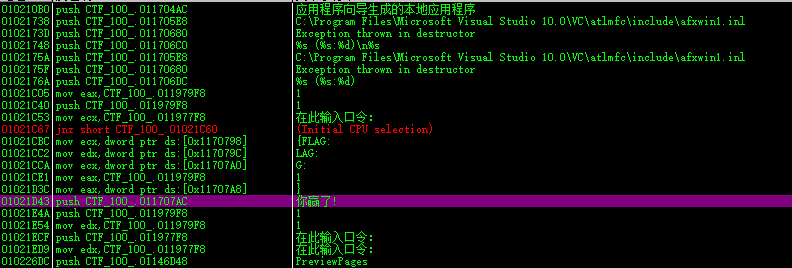 010210B0 push CTF_100_.011704AC 应用程序向导生成的本地应用程序
01021738 push CTF_100_.011705E8 C:\Program Files\Microsoft Visual Studio 10.0\VC\atlmfc\include\afxwin1.inl
0102173D push CTF_100_.01170680 Exception thrown in destructor
01021748 push CTF_100_.011706C0 %s (%s:%d)\n%s
0102175A push CTF_100_.011705E8 C:\Program Files\Microsoft Visual Studio 10.0\VC\atlmfc\include\afxwin1.inl
0102175F push CTF_100_.01170680 Exception thrown in destructor
0102176A push CTF_100_.011706DC %s (%s:%d)
01021C05 mov eax,CTF_100_.011979F8 1
01021C40 push CTF_100_.011979F8 1
01021C53 mov ecx,CTF_100_.011977F8 在此输入口令:
01021C67 jnz short CTF_100_.01021C60 (Initial CPU selection)
01021CBC mov ecx,dword ptr ds:[0x1170798] {FLAG:
01021CC2 mov edx,dword ptr ds:[0x117079C] LAG:
01021CCA mov ecx,dword ptr ds:[0x11707A0] G:
01021CE1 mov eax,CTF_100_.011979F8 1
01021D3C mov eax,dword ptr ds:[0x11707A8] }
01021D43 push CTF_100_.011707AC 你赢了!
01021E4A push CTF_100_.011979F8 1
01021E54 mov edx,CTF_100_.011979F8 1
01021ECF push CTF_100_.011977F8 在此输入口令:
01021ED9 mov edx,CTF_100_.011977F8 在此输入口令:
010226DC push CTF_100_.01146D48 PreviewPages